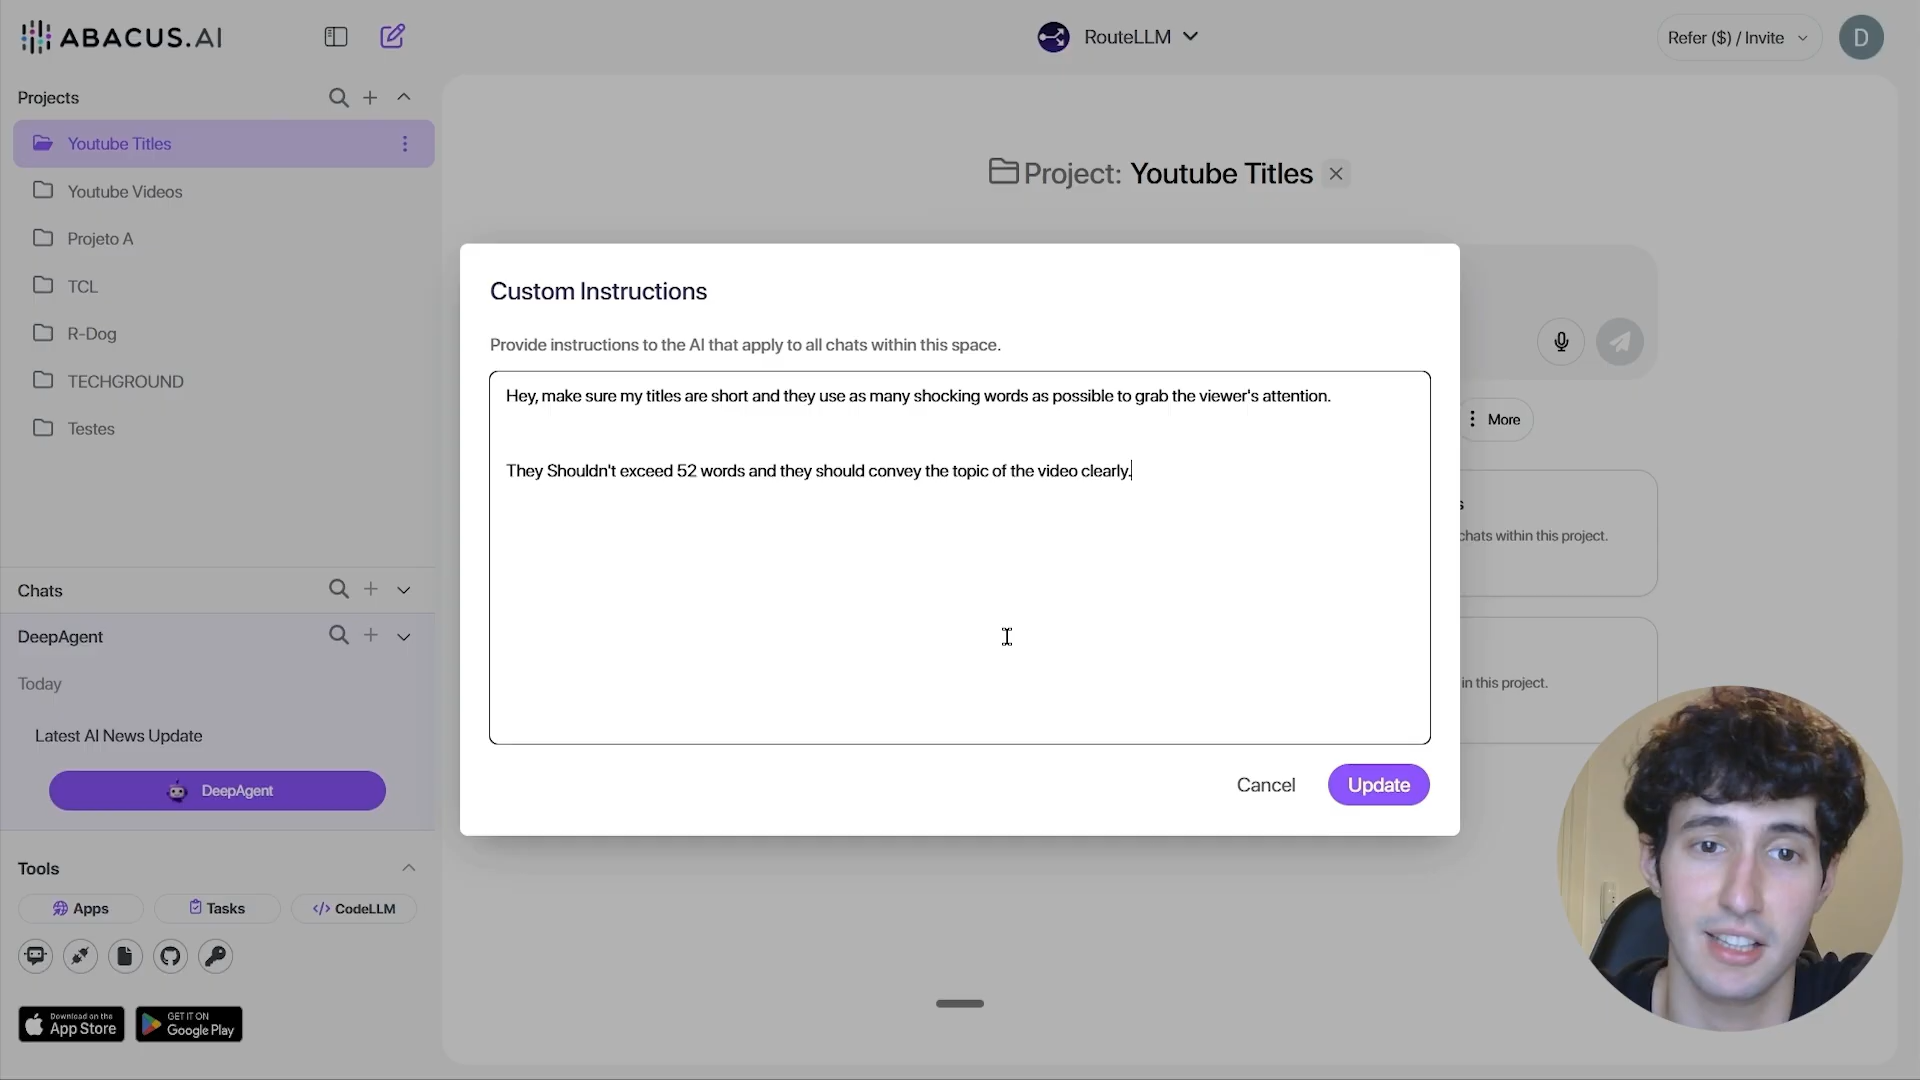 ABACUS.AI
RouteLLM
Refer ($) / Invite
D
Projects
Youtube Titles
Youtube Videos
Projeto A
TCL
R-Dog
TECHGROUND
Testes
Chats
DeepAgent
Today
Latest AI News Update
DeepAgent
Tools
Apps
Tasks
</> CodeLLM
Download on the
App Store
GET IT ON
Google Play
Project: Youtube Titles
More
chats within this project.
in this project.
Custom Instructions
Provide instructions to the AI that apply to all chats within this space.
Hey, make sure my titles are short and they use as many shocking words as possible to grab the viewer's attention.
They Shouldn't exceed 52 words and they should convey the topic of the video clearly.
Cancel
Update